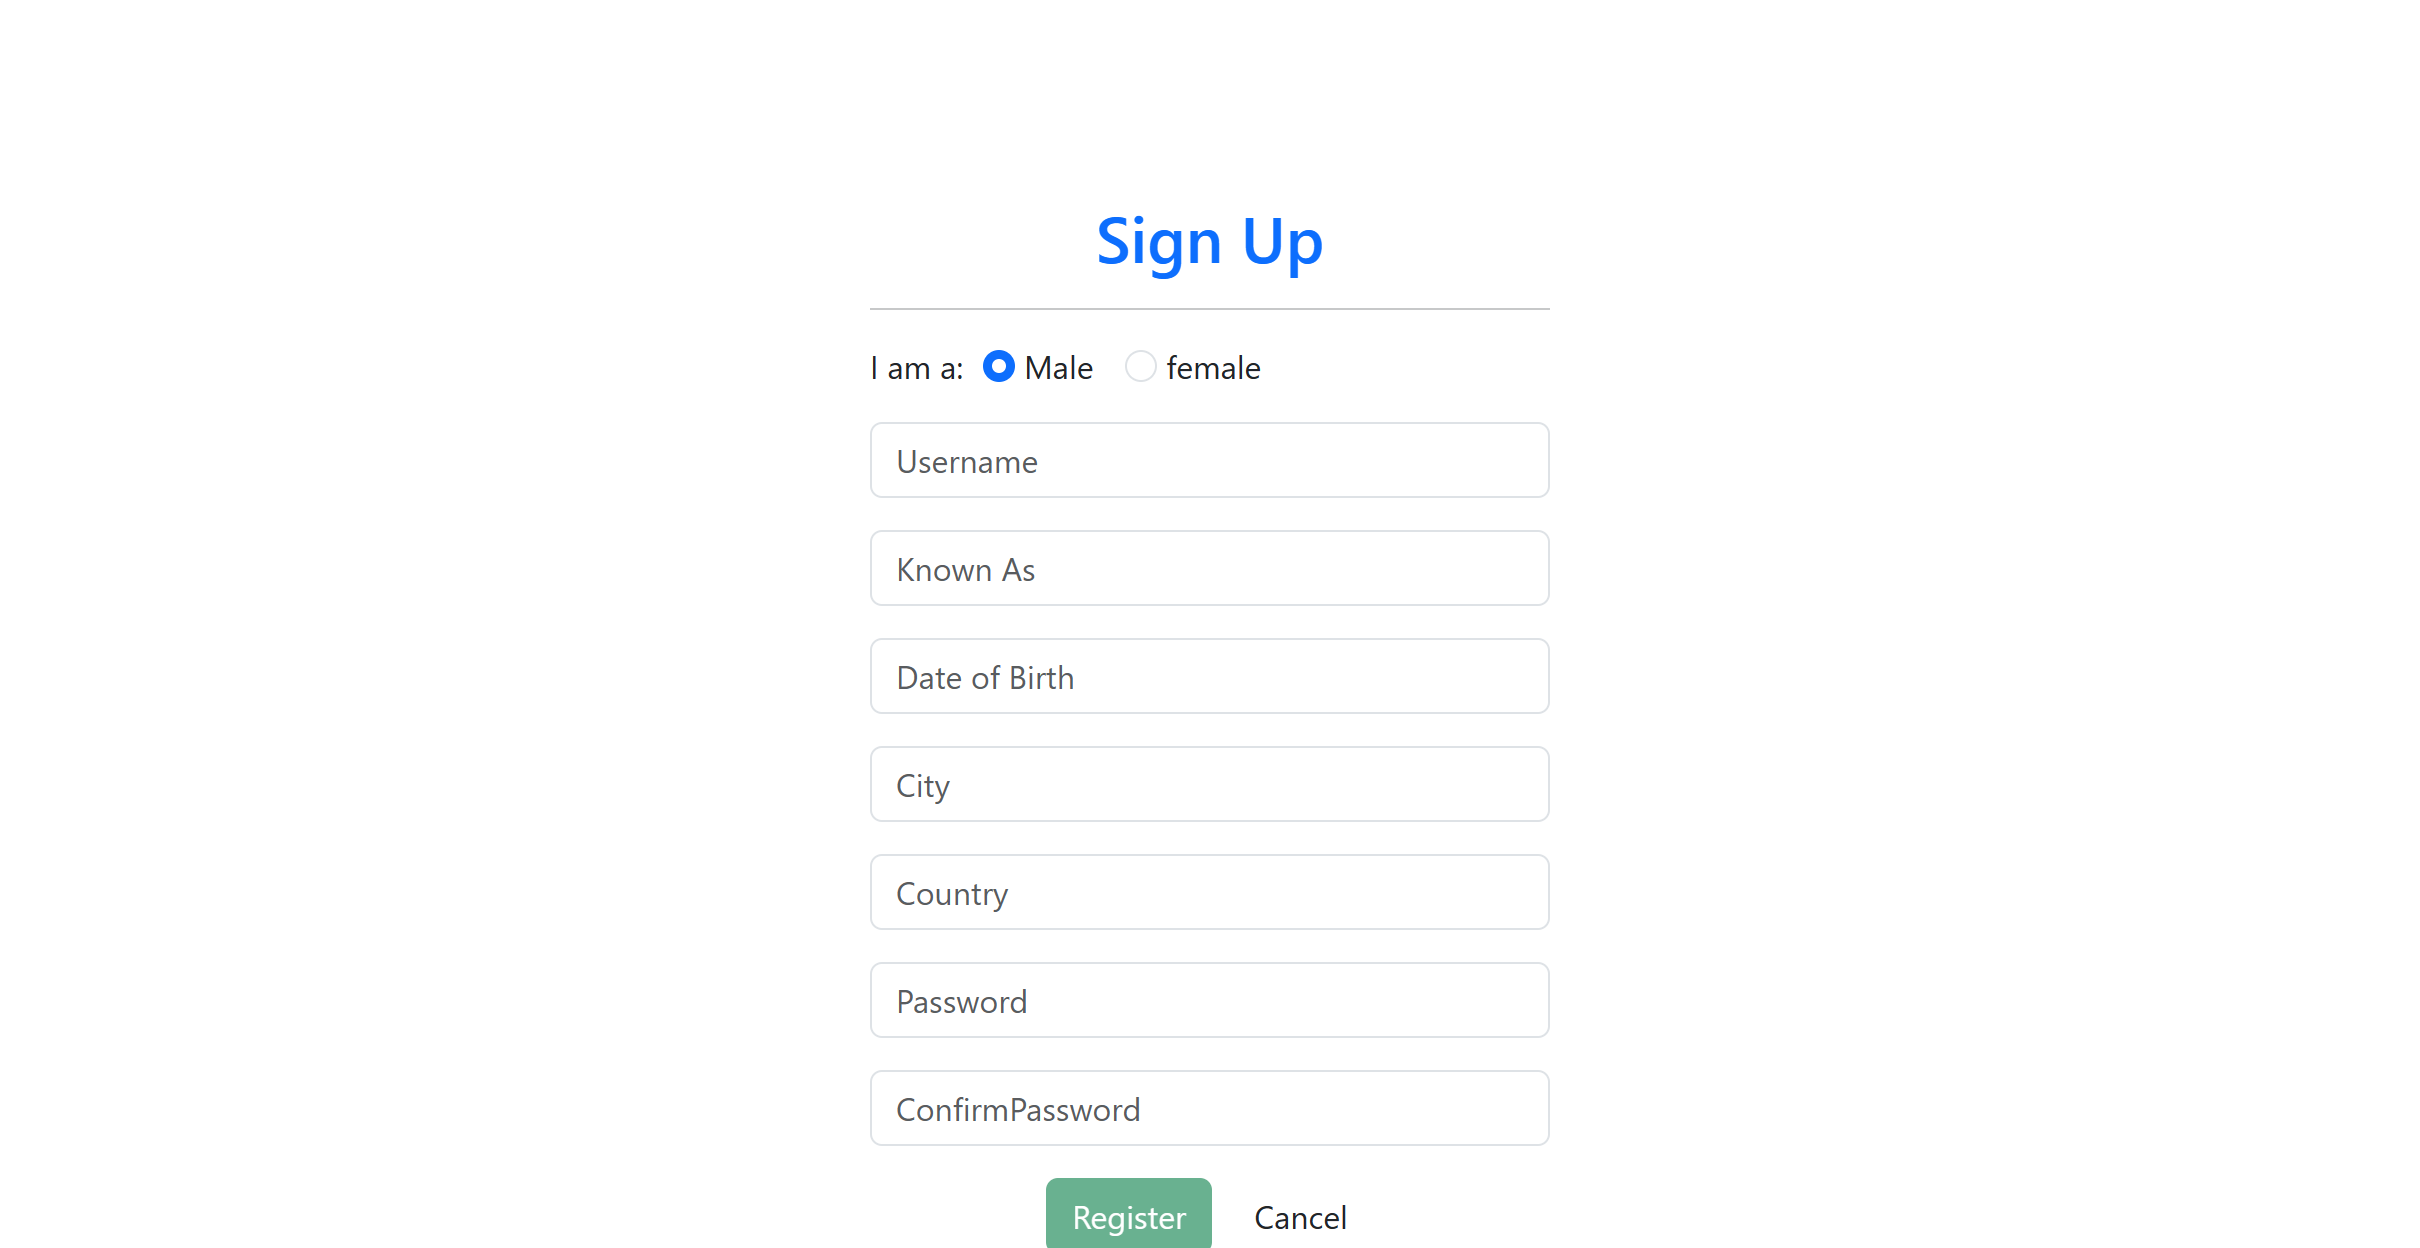 Sign Up
I am a: Male female
Username
Known As
Date of Birth
City
Country
Password
ConfirmPassword
Register Cancel